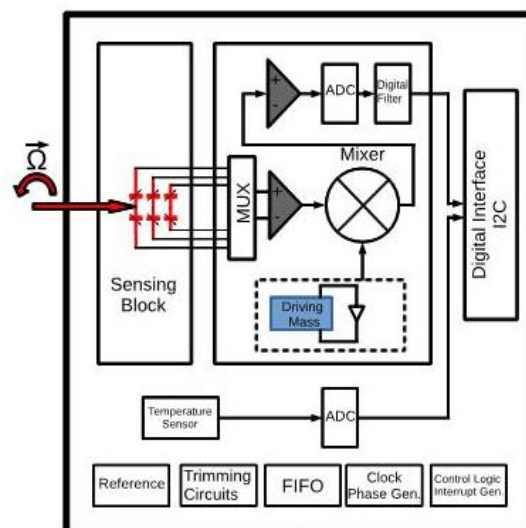 +
-
ADC
Digital
Filter
Mixer
Ω
MUX
+
-
Digital Interface
I2C
Sensing
Block
Driving
Mass
Temperature
Sensor
ADC
Reference
Trimming
Circuits
FIFO
Clock
Phase Gen.
Control Logic
Interrupt Gen.